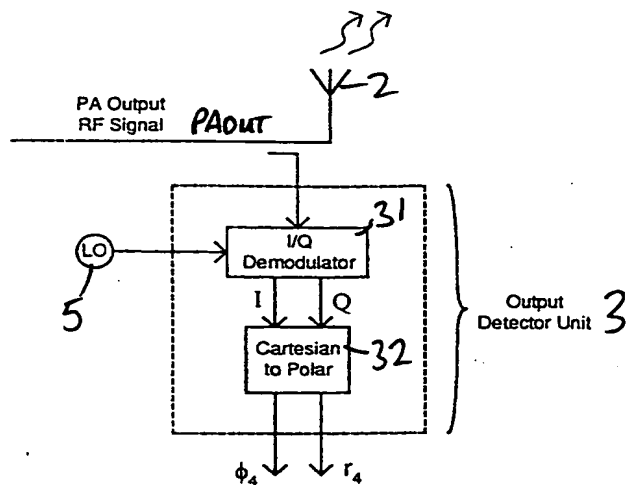 2
PA Output
RF Signal PAOUT
31
I/Q
Demodulator
LO
5
I Q
Output
Detector Unit 3
Cartesian
to Polar
32
ϕ₄ r₄